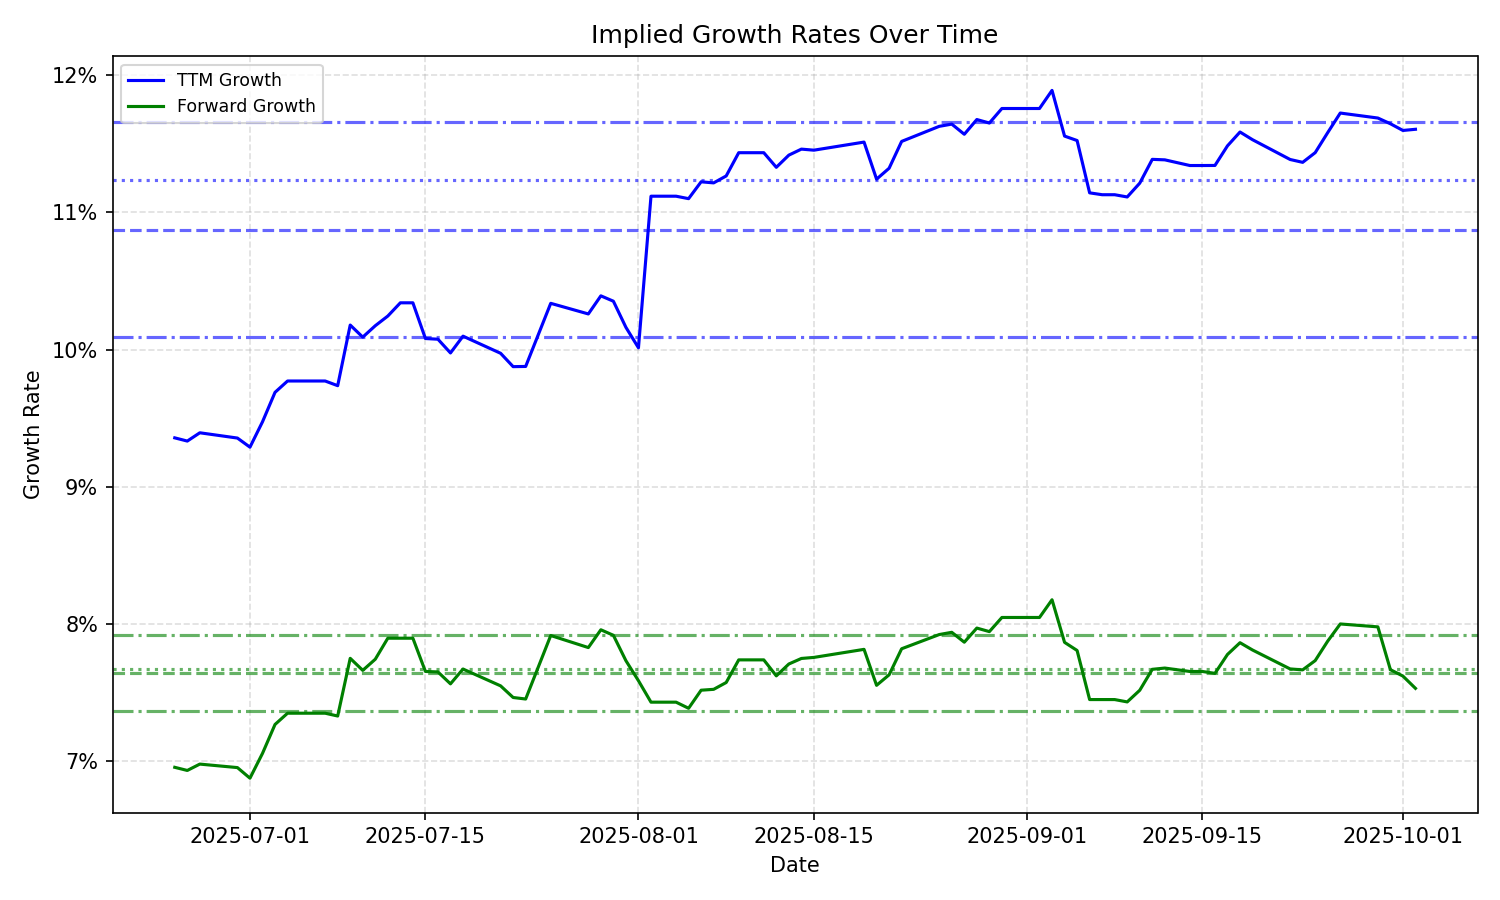 Implied Growth Rates Over Time
TTM Growth
Forward Growth
12%
11%
10%
9%
8%
7%
Growth Rate
2025-07-01
2025-07-15
2025-08-01
2025-08-15
2025-09-01
2025-09-15
2025-10-01
Date